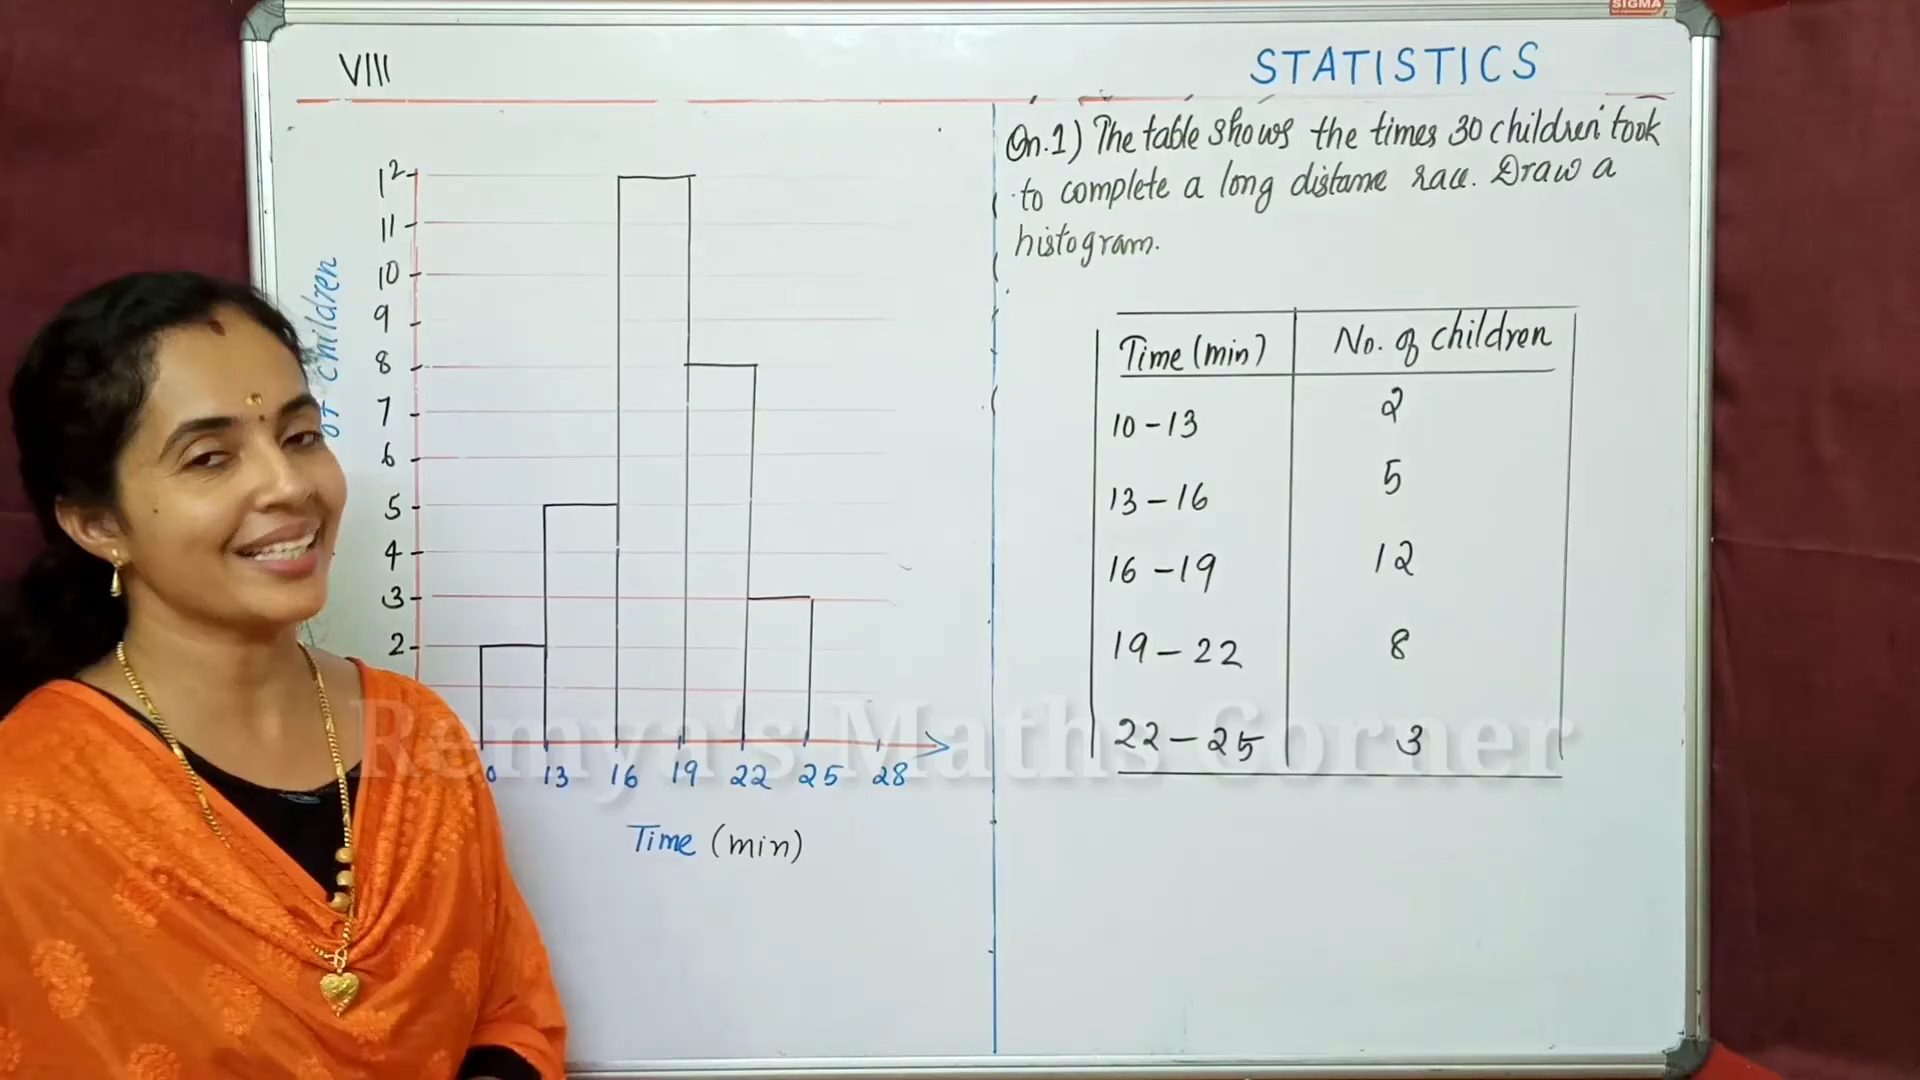 SIGMA
VIII
STATISTICS
Qn.1) The table shows the times 30 children took
to complete a long distance race. Draw a
histogram.
of children
12
11
10
9
8
7
6
5
4
3
2
0 13 16 19 22 25 28
Time (min)
Time (min) No. of children
10-13 2
13-16 5
16-19 12
19-22 8
22-25 3
Remya's Maths Corner